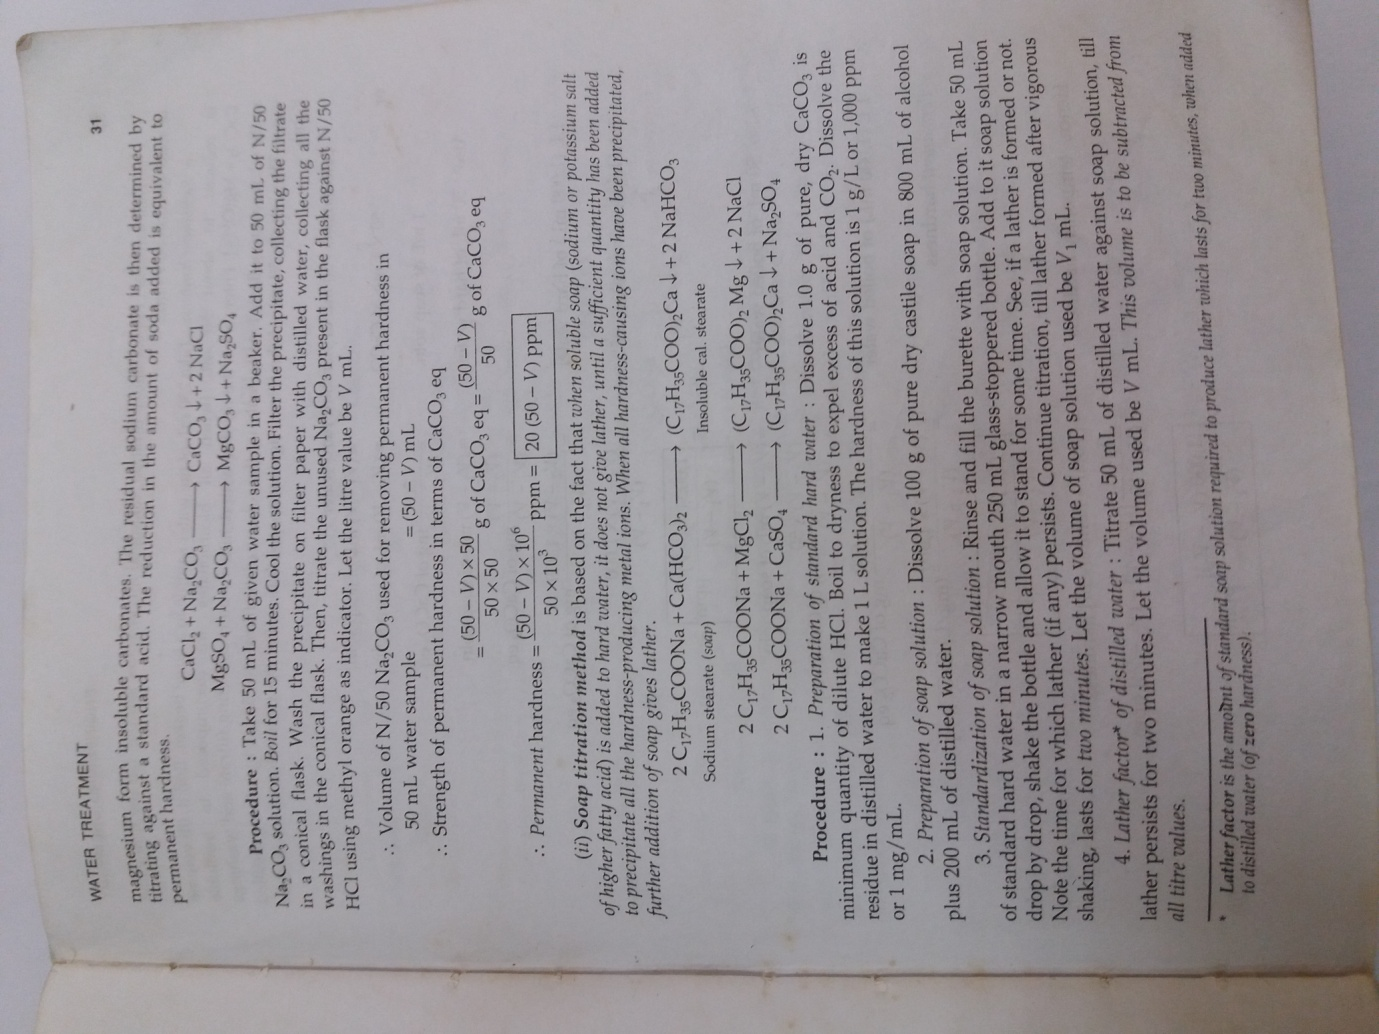 WATER TREATMENT 31
magnesium form insoluble carbonates. The residual sodium carbonate is then determined by
titrating against a standard acid. The reduction in the amount of soda added is equivalent to
permanent hardness.
CaCl₂ + Na₂CO₃ ⟶ CaCO₃↓ + 2 NaCl
MgSO₄ + Na₂CO₃ ⟶ MgCO₃↓ + Na₂SO₄
Procedure : Take 50 mL of given water sample in a beaker. Add it to 50 mL of N/50
Na₂CO₃ solution. Boil for 15 minutes. Cool the solution. Filter the precipitate, collecting the filtrate
in a conical flask. Wash the precipitate on filter paper with distilled water, collecting all the
washings in the conical flask. Then, titrate the unused Na₂CO₃ present in the flask against N/50
HCl using methyl orange as indicator. Let the litre value be V mL.
∴ Volume of N/50 Na₂CO₃ used for removing permanent hardness in
50 mL water sample = (50 – V) mL
∴ Strength of permanent hardness in terms of CaCO₃ eq
= (50 – V) × 50 / 50 × 50 g of CaCO₃ eq = (50 – V) / 50 g of CaCO₃ eq
∴ Permanent hardness = (50 – V) × 10⁶ / 50 × 10³ ppm = 20 (50 – V) ppm
(ii) Soap titration method is based on the fact that when soluble soap (sodium or potassium salt
of higher fatty acid) is added to hard water, it does not give lather, until a sufficient quantity has been added
to precipitate all the hardness-producing metal ions. When all hardness-causing ions have been precipitated,
further addition of soap gives lather.
2 C₁₇H₃₅COONa + Ca(HCO₃)₂ ⟶ (C₁₇H₃₅COO)₂Ca ↓ + 2 NaHCO₃
Sodium stearate (soap) Insoluble cal. stearate
2 C₁₇H₃₅COONa + MgCl₂ ⟶ (C₁₇H₃₅COO)₂ Mg ↓ + 2 NaCl
2 C₁₇H₃₅COONa + CaSO₄ ⟶ (C₁₇H₃₅COO)₂Ca ↓ + Na₂SO₄
Procedure : 1. Preparation of standard hard water : Dissolve 1.0 g of pure, dry CaCO₃ is
minimum quantity of dilute HCl. Boil to dryness to expel excess of acid and CO₂. Dissolve the
residue in distilled water to make 1 L solution. The hardness of this solution is 1 g/L or 1,000 ppm
or 1 mg/mL.
2. Preparation of soap solution : Dissolve 100 g of pure dry castile soap in 800 mL of alcohol
plus 200 mL of distilled water.
3. Standardization of soap solution : Rinse and fill the burette with soap solution. Take 50 mL
of standard hard water in a narrow mouth 250 mL glass-stoppered bottle. Add to it soap solution
drop by drop, shake the bottle and allow it to stand for some time. See, if a lather is formed or not.
Note the time for which lather (if any) persists. Continue titration, till lather formed after vigorous
shaking, lasts for two minutes. Let the volume of soap solution used be V₁ mL.
4. Lather factor* of distilled water : Titrate 50 mL of distilled water against soap solution, till
lather persists for two minutes. Let the volume used be V mL. This volume is to be subtracted from
all titre values.
* Lather factor is the amount of standard soap solution required to produce lather which lasts for two minutes, when added
to distilled water (of zero hardness).